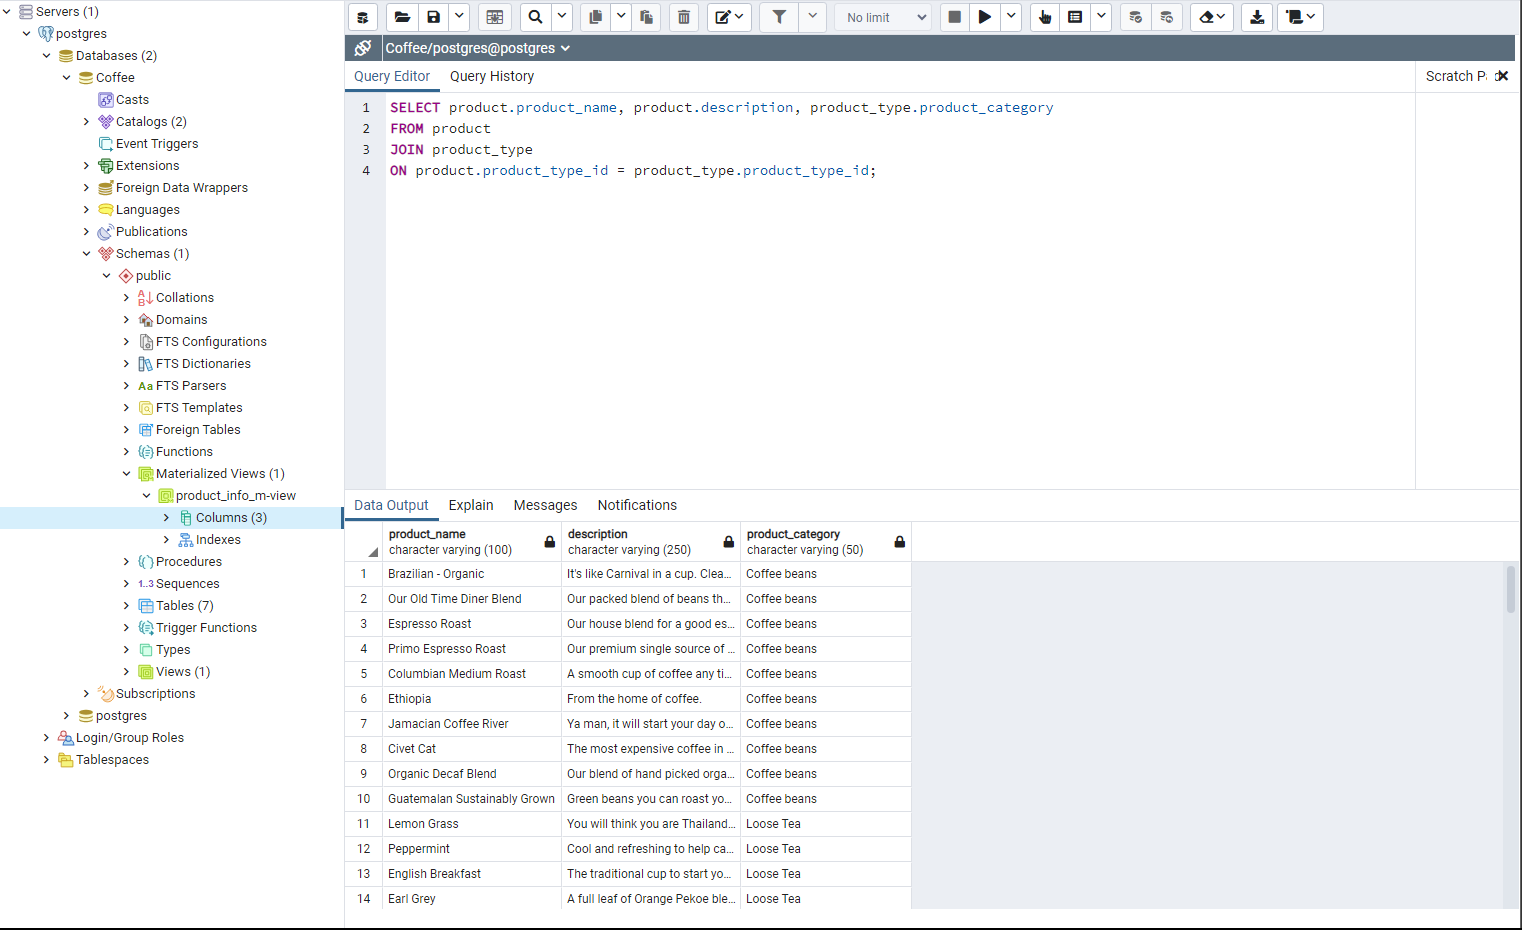 Servers (1)
postgres
Databases (2)
Coffee
Casts
Catalogs (2)
Event Triggers
Extensions
Foreign Data Wrappers
Languages
Publications
Schemas (1)
public
Collations
Domains
FTS Configurations
FTS Dictionaries
Aa FTS Parsers
FTS Templates
Foreign Tables
Functions
Materialized Views (1)
product_info_m-view
Columns (3)
Indexes
Procedures
1..3 Sequences
Tables (7)
Trigger Functions
Types
Views (1)
Subscriptions
postgres
Login/Group Roles
Tablespaces
No limit
Coffee/postgres@postgres
Query Editor Query History
Scratch P
1 SELECT product.product_name, product.description, product_type.product_category
2 FROM product
3 JOIN product_type
4 ON product.product_type_id = product_type.product_type_id;
Data Output Explain Messages Notifications
product_name description product_category
character varying (100) character varying (250) character varying (50)
1 Brazilian - Organic It's like Carnival in a cup. Clea... Coffee beans
2 Our Old Time Diner Blend Our packed blend of beans th... Coffee beans
3 Espresso Roast Our house blend for a good es... Coffee beans
4 Primo Espresso Roast Our premium single source of ... Coffee beans
5 Columbian Medium Roast A smooth cup of coffee any ti... Coffee beans
6 Ethiopia From the home of coffee. Coffee beans
7 Jamacian Coffee River Ya man, it will start your day o... Coffee beans
8 Civet Cat The most expensive coffee in ... Coffee beans
9 Organic Decaf Blend Our blend of hand picked orga... Coffee beans
10 Guatemalan Sustainably Grown Green beans you can roast yo... Coffee beans
11 Lemon Grass You will think you are Thailand... Loose Tea
12 Peppermint Cool and refreshing to help ca... Loose Tea
13 English Breakfast The traditional cup to start yo... Loose Tea
14 Earl Grey A full leaf of Orange Pekoe ble... Loose Tea